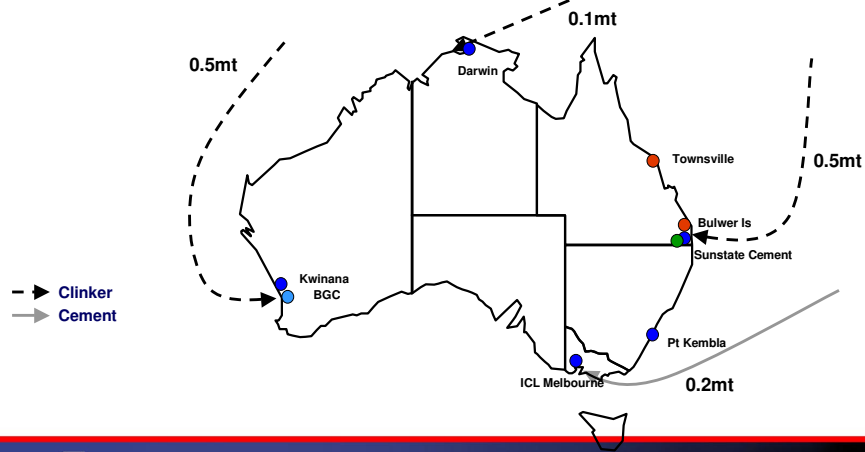 0.1mt
0.5mt
Darwin
Townsville
0.5mt
Bulwer Is
Sunstate Cement
Kwinana
BGC
Clinker
Cement
Pt Kembla
ICL Melbourne
0.2mt